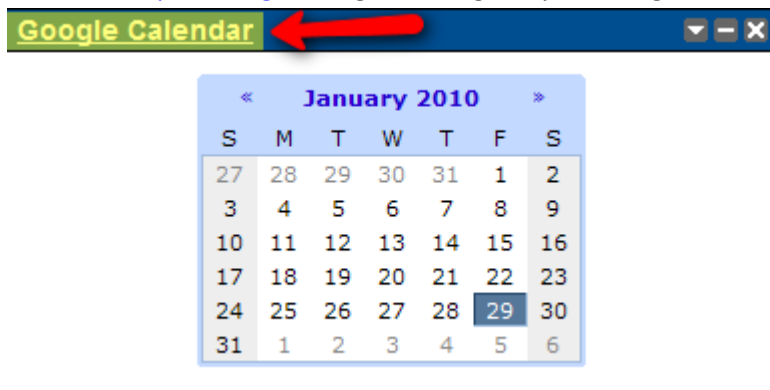 Google Calendar
« January 2010 »
S M T W T F S
27 28 29 30 31 1 2
3 4 5 6 7 8 9
10 11 12 13 14 15 16
17 18 19 20 21 22 23
24 25 26 27 28 29 30
31 1 2 3 4 5 6